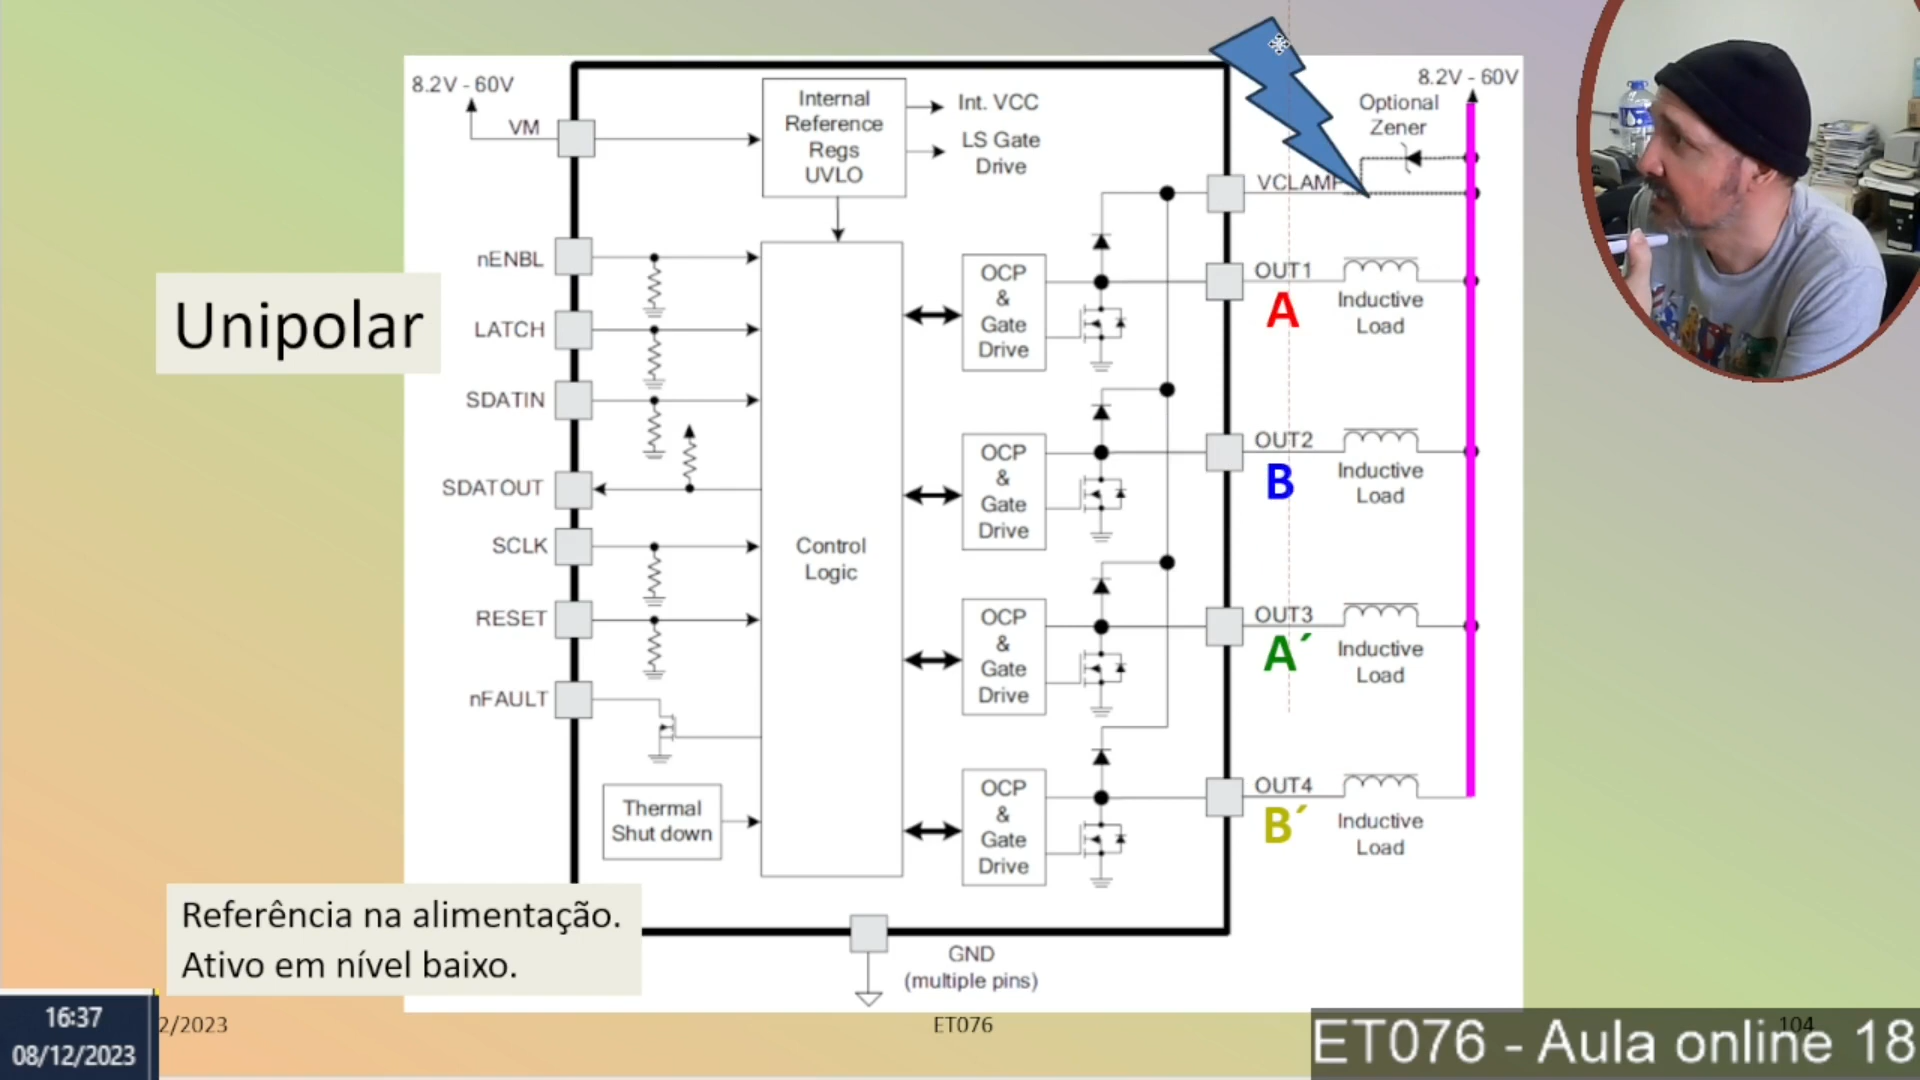 8.2V - 60V
VM
Internal
Reference
Regs
UVLO
Int. VCC
LS Gate
Drive
8.2V - 60V
Optional
Zener
VCLAMP
nENBL
LATCH
SDATIN
SDATOUT
SCLK
RESET
nFAULT
Unipolar
Control
Logic
Thermal
Shut down
OCP
&
Gate
Drive
OUT1
A
Inductive
Load
OCP
&
Gate
Drive
OUT2
B
Inductive
Load
OCP
&
Gate
Drive
OUT3
A´
Inductive
Load
OCP
&
Gate
Drive
OUT4
B´
Inductive
Load
Referência na alimentação.
Ativo em nível baixo.
GND
(multiple pins)
16:37
08/12/2023
2/2023
ET076
104
ET076 - Aula online 18